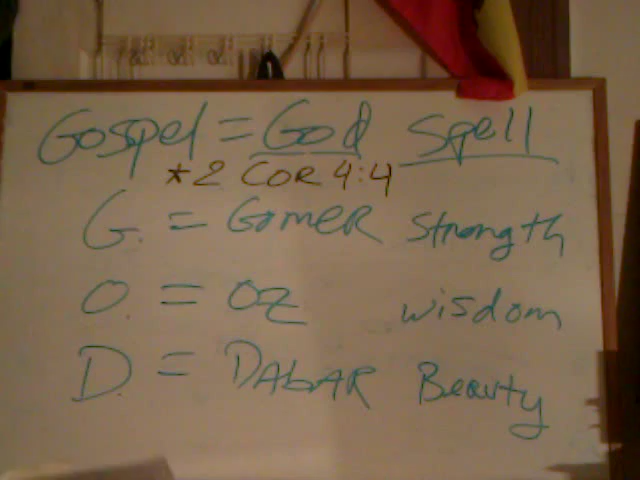 Gospel = God Spell
*2 COR 4:4
G. = GOMER Strength
O. = OZ wisdom
D. = DAbAR Beauty